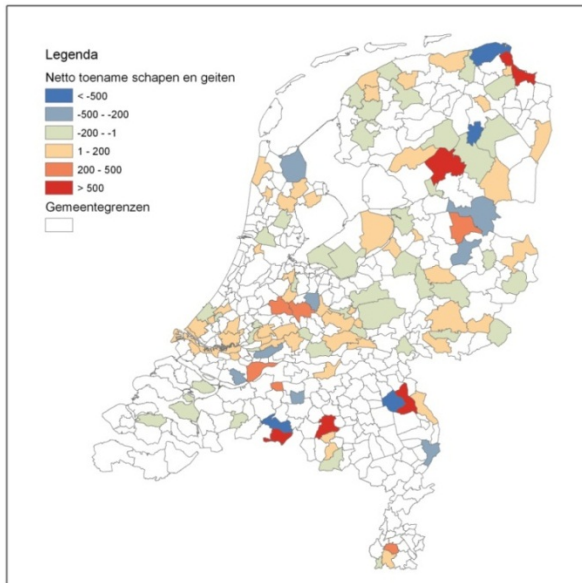 Legenda
Netto toename schapen en geiten
< -500
-500 - -200
-200 - -1
1 - 200
200 - 500
> 500
Gemeentegrenzen